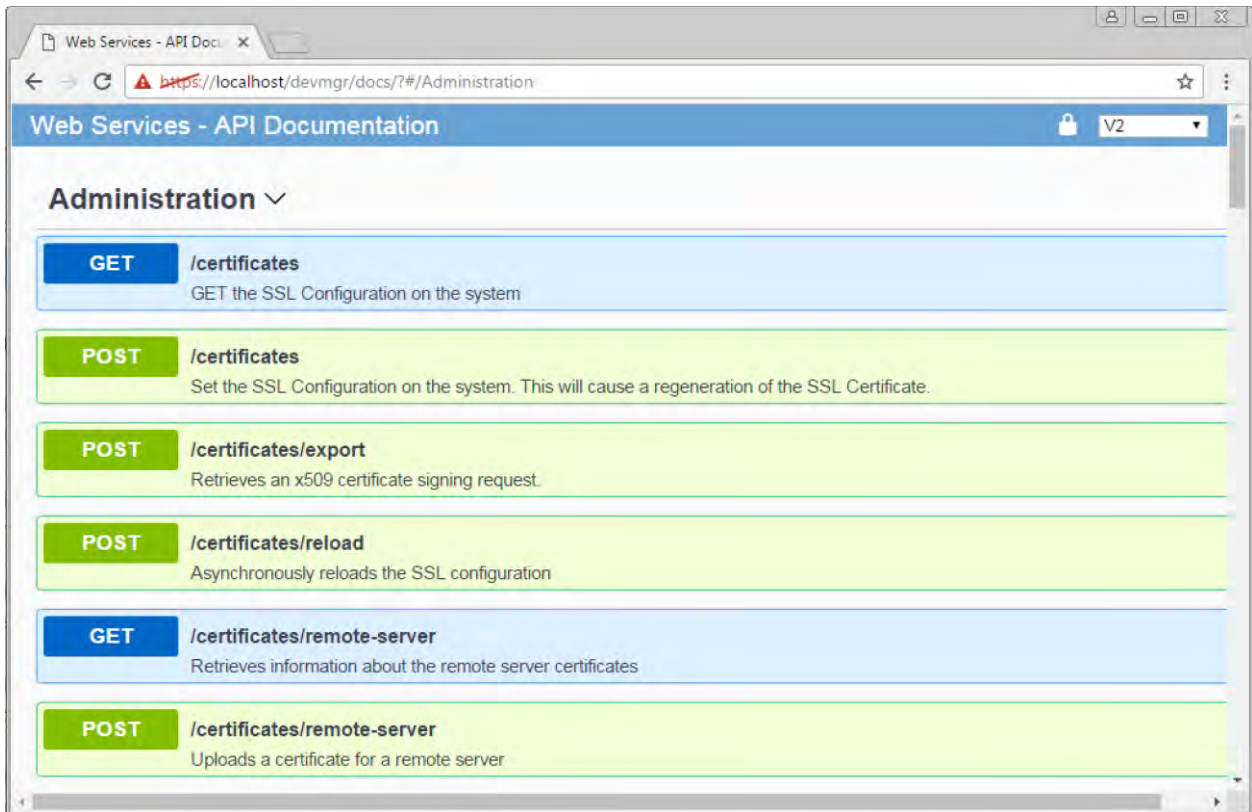 Web Services - API Docu
https://localhost/devmgr/docs/?#/Administration
Web Services - API Documentation
V2
Administration
GET /certificates
GET the SSL Configuration on the system
POST /certificates
Set the SSL Configuration on the system. This will cause a regeneration of the SSL Certificate.
POST /certificates/export
Retrieves an x509 certificate signing request.
POST /certificates/reload
Asynchronously reloads the SSL configuration
GET /certificates/remote-server
Retrieves information about the remote server certificates
POST /certificates/remote-server
Uploads a certificate for a remote server